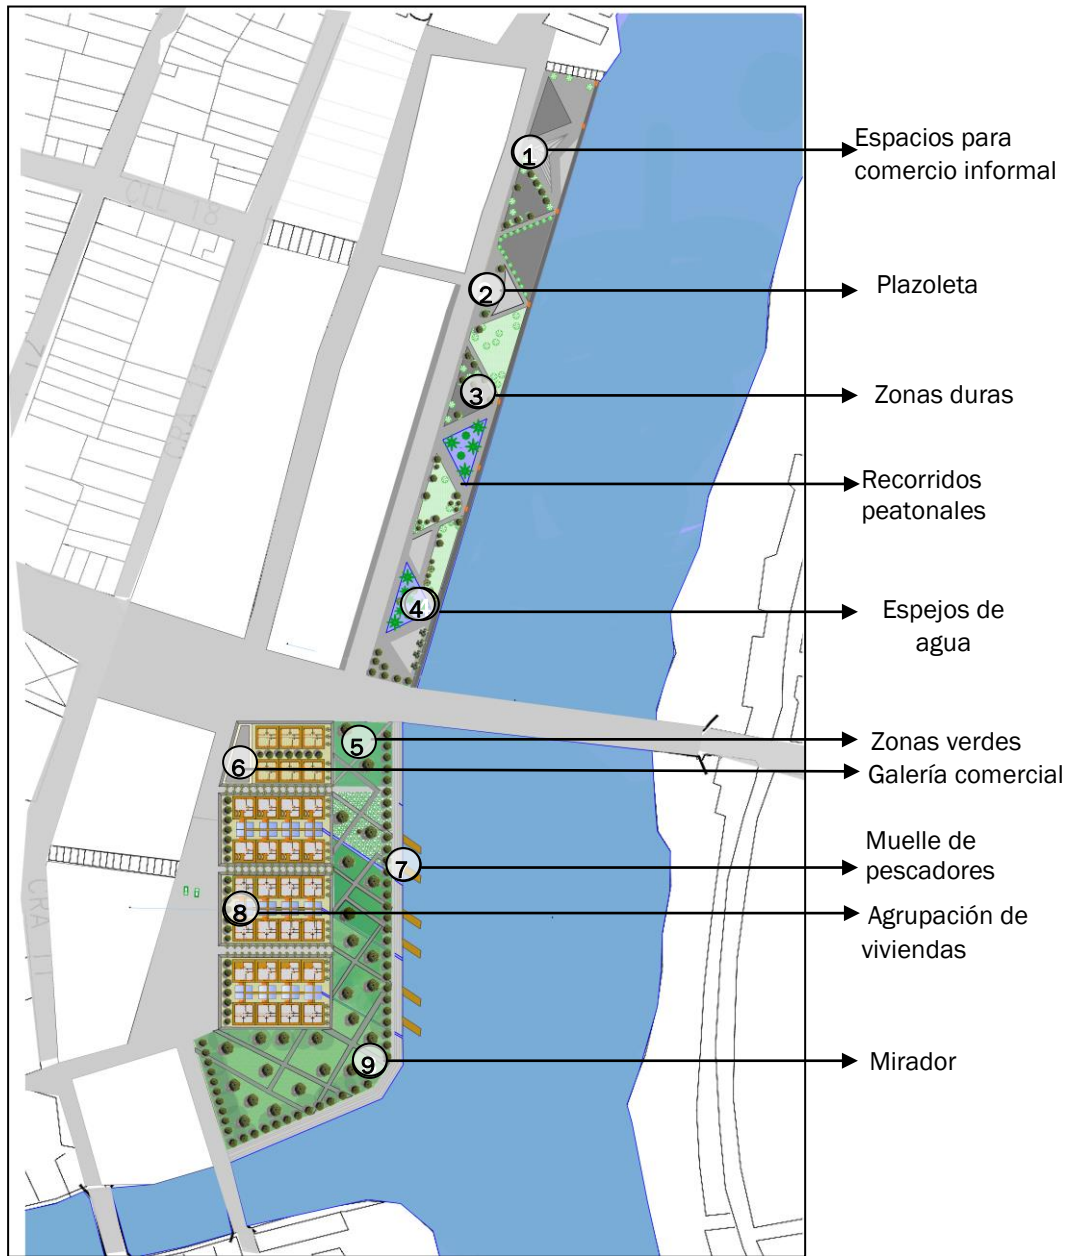 CLL 18
CRA
CRA 11
1
Espacios para
comercio informal
2
Plazoleta
3
Zonas duras
Recorridos
peatonales
4
Espejos de
agua
5
Zonas verdes
6
Galería comercial
7
Muelle de
pescadores
8
Agrupación de
viviendas
9
Mirador